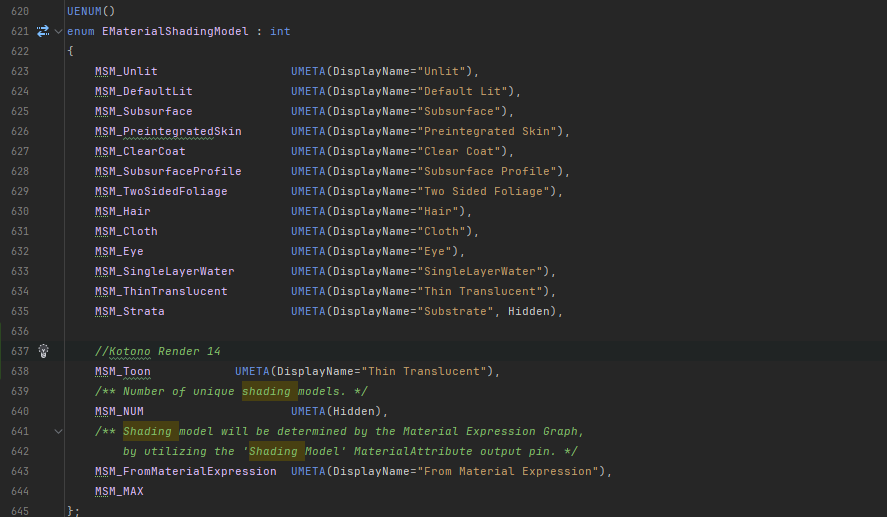 620 UENUM()
621 enum EMaterialShadingModel : int
622 {
623 MSM_Unlit UMETA(DisplayName="Unlit"),
624 MSM_DefaultLit UMETA(DisplayName="Default Lit"),
625 MSM_Subsurface UMETA(DisplayName="Subsurface"),
626 MSM_PreintegratedSkin UMETA(DisplayName="Preintegrated Skin"),
627 MSM_ClearCoat UMETA(DisplayName="Clear Coat"),
628 MSM_SubsurfaceProfile UMETA(DisplayName="Subsurface Profile"),
629 MSM_TwoSidedFoliage UMETA(DisplayName="Two Sided Foliage"),
630 MSM_Hair UMETA(DisplayName="Hair"),
631 MSM_Cloth UMETA(DisplayName="Cloth"),
632 MSM_Eye UMETA(DisplayName="Eye"),
633 MSM_SingleLayerWater UMETA(DisplayName="SingleLayerWater"),
634 MSM_ThinTranslucent UMETA(DisplayName="Thin Translucent"),
635 MSM_Strata UMETA(DisplayName="Substrate", Hidden),
636
637 //Kotono Render 14
638 MSM_Toon UMETA(DisplayName="Thin Translucent"),
639 /** Number of unique shading models. */
640 MSM_NUM UMETA(Hidden),
641 /** Shading model will be determined by the Material Expression Graph,
642 by utilizing the 'Shading Model' MaterialAttribute output pin. */
643 MSM_FromMaterialExpression UMETA(DisplayName="From Material Expression"),
644 MSM_MAX
645 };